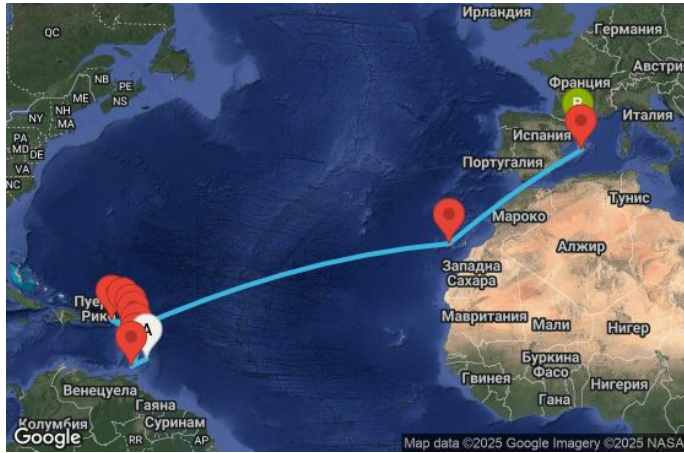 Ирландия
QC
Германия
NB
PE
Австри
ME
NS
Франция
NH
NY
MA
B
PA
MD
DE
Италия
Испания
VA
NC
Португалия
Тунис
Мароко
Алжир
Западна
Сахара
Пуе
Рико
A
Мавритания
Мали
Нигер
Буркина
Фасо
Венецуела
Гвинея
Нигерия
Гаяна
Гана
Колумбия
Суринам
RR
AP
Google
Map data ©2025 Google Imagery ©2025 NASA